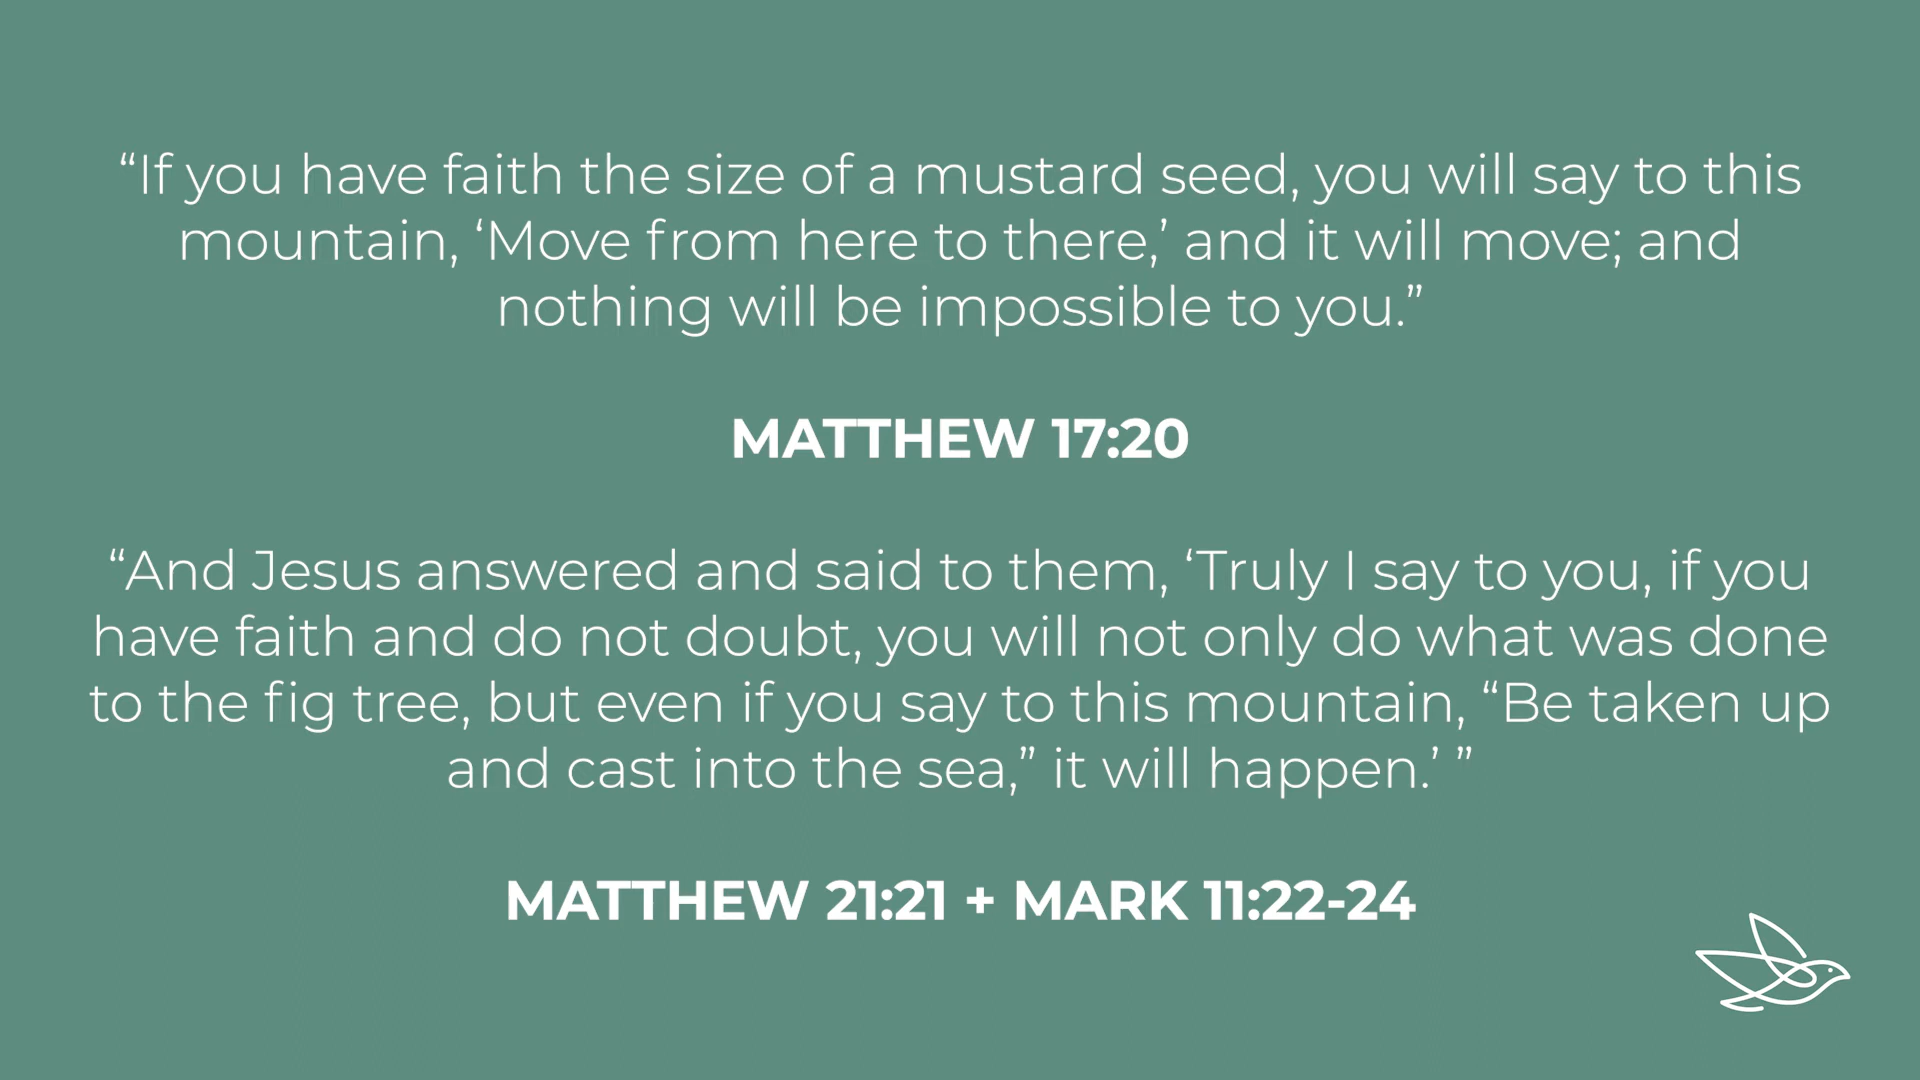 “If you have faith the size of a mustard seed, you will say to this
mountain, ‘Move from here to there,’ and it will move; and
nothing will be impossible to you.”
MATTHEW 17:20
“And Jesus answered and said to them, ‘Truly I say to you, if you
have faith and do not doubt, you will not only do what was done
to the fig tree, but even if you say to this mountain, “Be taken up
and cast into the sea,” it will happen.’ ”
MATTHEW 21:21 + MARK 11:22-24